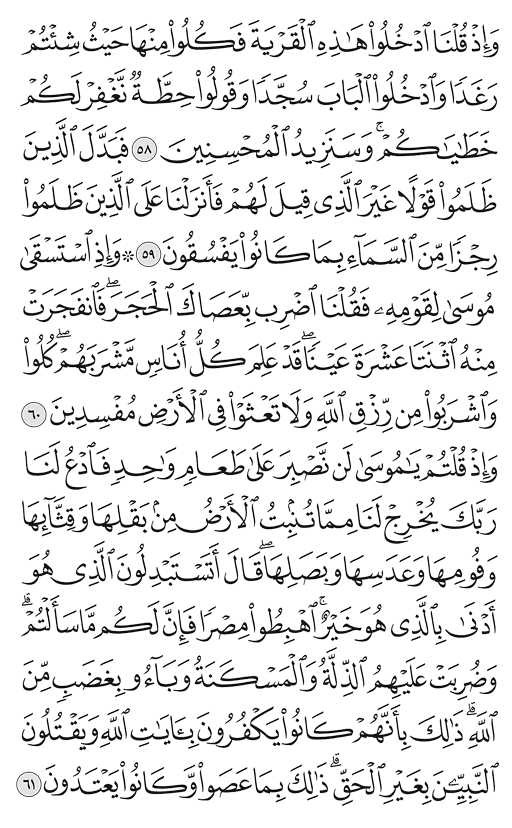 وَإِذۡ قُلۡنَا ٱدۡخُلُواْ هَٰذِهِ ٱلۡقَرۡيَةَ فَكُلُواْ مِنۡهَا حَيۡثُ شِئۡتُمۡ
رَغَدٗا وَٱدۡخُلُواْ ٱلۡبَابَ سُجَّدٗا وَقُولُواْ حِطَّةٞ نَّغۡفِرۡ لَكُمۡ
خَطَٰيَٰكُمۡۚ وَسَنَزِيدُ ٱلۡمُحۡسِنِينَ ٥٨ فَبَدَّلَ ٱلَّذِينَ
ظَلَمُواْ قَوۡلًا غَيۡرَ ٱلَّذِي قِيلَ لَهُمۡ فَأَنزَلۡنَا عَلَى ٱلَّذِينَ ظَلَمُواْ
رِجۡزٗا مِّنَ ٱلسَّمَآءِ بِمَا كَانُواْ يَفۡسُقُونَ ٥٩ ۞ وَإِذِ ٱسۡتَسۡقَىٰ
مُوسَىٰ لِقَوۡمِهِۦ فَقُلۡنَا ٱضۡرِب بِّعَصَاكَ ٱلۡحَجَرَۖ فَٱنفَجَرَتۡ
مِنۡهُ ٱثۡنَتَا عَشۡرَةَ عَيۡنٗاۖ قَدۡ عَلِمَ كُلُّ أُنَاسٖ مَّشۡرَبَهُمۡۖ كُلُواْ
وَٱشۡرَبُواْ مِن رِّزۡقِ ٱللَّهِ وَلَا تَعۡثَوۡاْ فِي ٱلۡأَرۡضِ مُفۡسِدِينَ ٦٠
وَإِذۡ قُلۡتُمۡ يَٰمُوسَىٰ لَن نَّصۡبِرَ عَلَىٰ طَعَامٖ وَٰحِدٖ فَٱدۡعُ لَنَا
رَبَّكَ يُخۡرِجۡ لَنَا مِمَّا تُنۢبِتُ ٱلۡأَرۡضُ مِنۢ بَقۡلِهَا وَقِثَّآئِهَا
وَفُومِهَا وَعَدَسِهَا وَبَصَلِهَاۖ قَالَ أَتَسۡتَبۡدِلُونَ ٱلَّذِي هُوَ
أَدۡنَىٰ بِٱلَّذِي هُوَ خَيۡرٌۚ ٱهۡبِطُواْ مِصۡرٗا فَإِنَّ لَكُم مَّا سَأَلۡتُمۡۗ
وَضُرِبَتۡ عَلَيۡهِمُ ٱلذِّلَّةُ وَٱلۡمَسۡكَنَةُ وَبَآءُو بِغَضَبٖ مِّنَ
ٱللَّهِۗ ذَٰلِكَ بِأَنَّهُمۡ كَانُواْ يَكۡفُرُونَ بِـَٔايَٰتِ ٱللَّهِ وَيَقۡتُلُونَ
ٱلنَّبِيِّـۧنَ بِغَيۡرِ ٱلۡحَقِّۗ ذَٰلِكَ بِمَا عَصَواْ وَّكَانُواْ يَعۡتَدُونَ ٦١